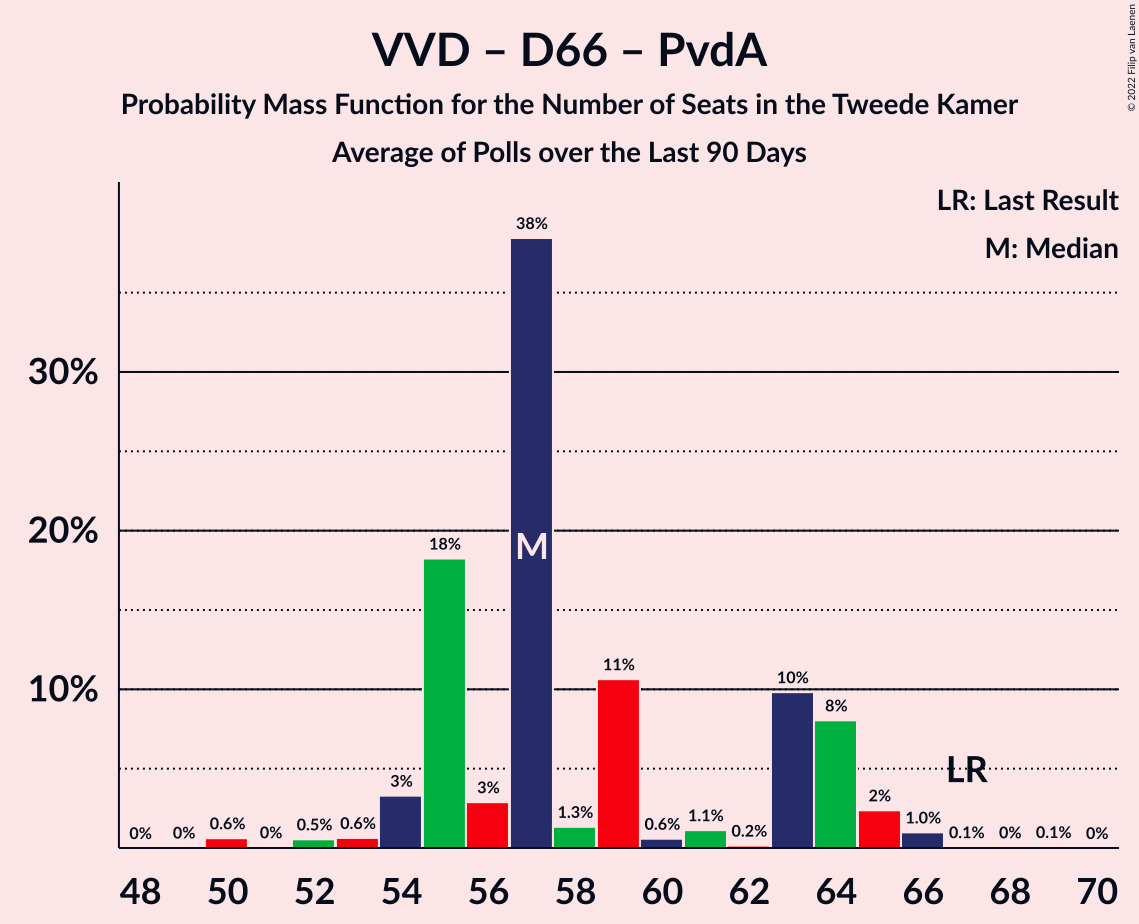 VVD – D66 – PvdA
Probability Mass Function for the Number of Seats in the Tweede Kamer
Average of Polls over the Last 90 Days
© 2022 Filip van Laenen
LR: Last Result
M: Median
38%
30%
20%
18%
M
11%
10%
10%
8%
LR
3%
3%
2%
0% 0% 0.6% 0% 0.5% 0.6% 1.3% 0.6% 1.1% 0.2% 1.0% 0.1% 0% 0.1% 0%
48 50 52 54 56 58 60 62 64 66 68 70